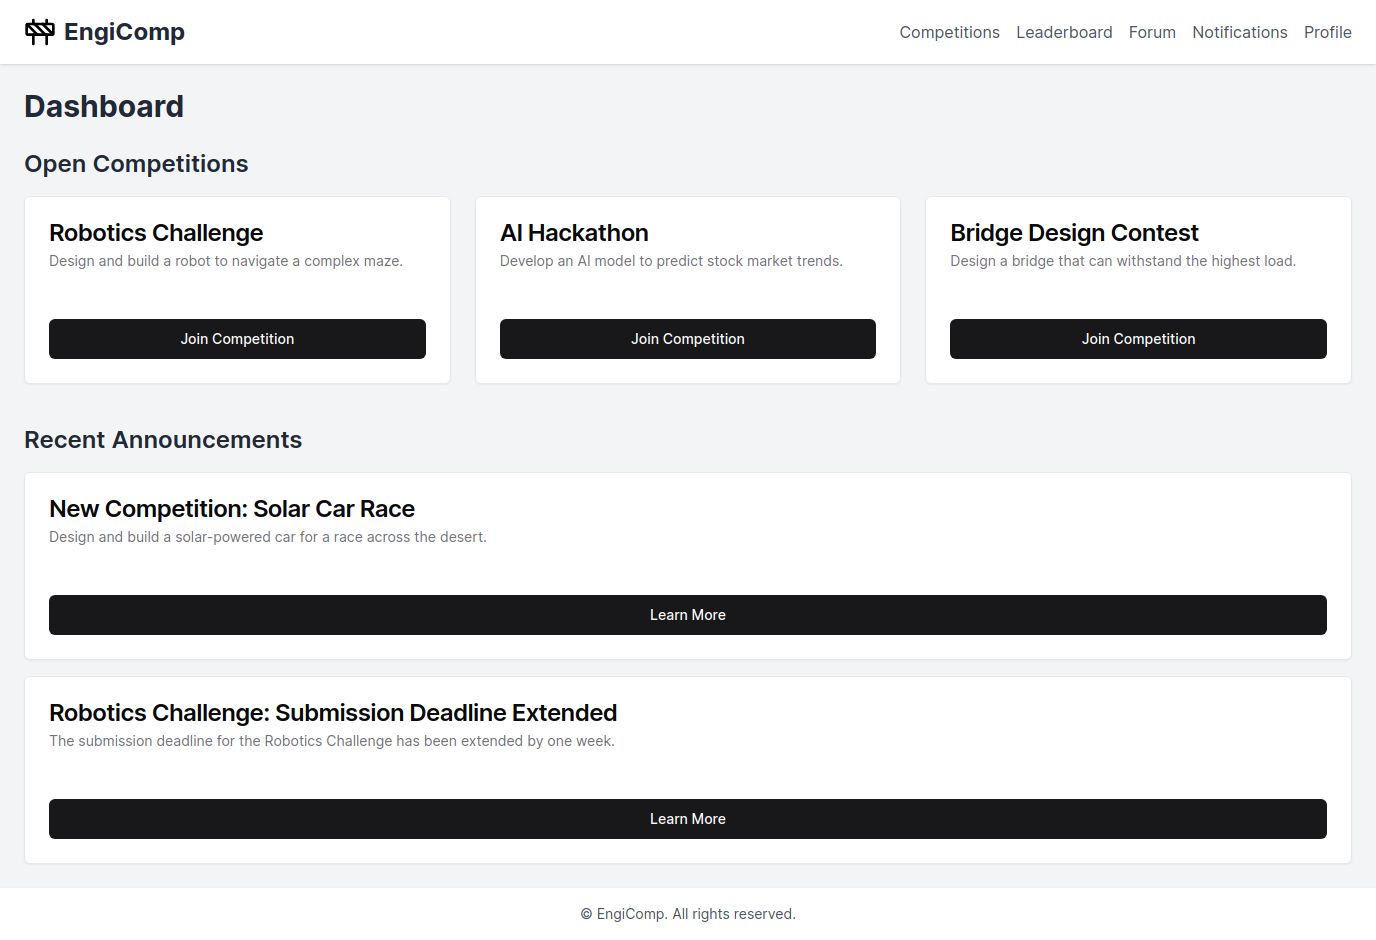 EngiComp
Competitions Leaderboard Forum Notifications Profile
Dashboard
Open Competitions
Robotics Challenge
Design and build a robot to navigate a complex maze.
Join Competition
AI Hackathon
Develop an AI model to predict stock market trends.
Join Competition
Bridge Design Contest
Design a bridge that can withstand the highest load.
Join Competition
Recent Announcements
New Competition: Solar Car Race
Design and build a solar-powered car for a race across the desert.
Learn More
Robotics Challenge: Submission Deadline Extended
The submission deadline for the Robotics Challenge has been extended by one week.
Learn More
© EngiComp. All rights reserved.